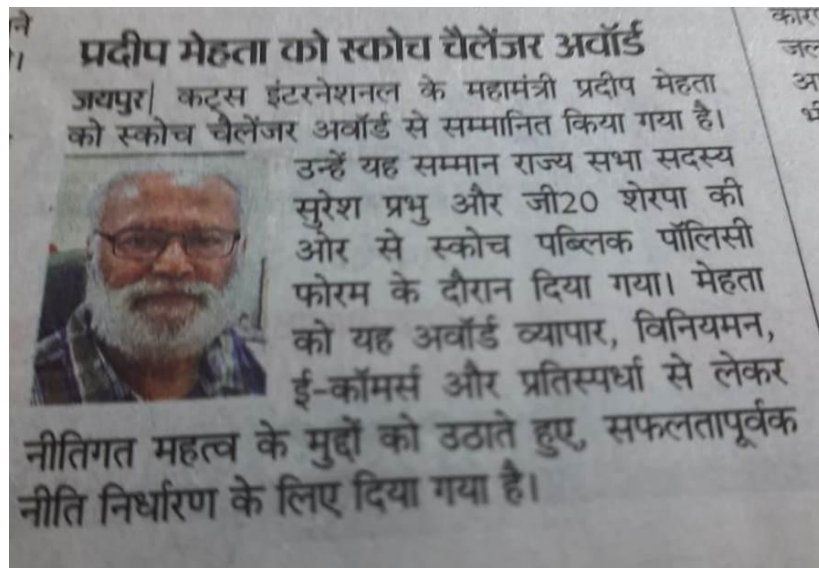 ने
।
प्रदीप मेहता को स्कोच चैलेंजर अवॉर्ड
जयपुर| कट्स इंटरनेशनल के महामंत्री प्रदीप मेहता
को स्कोच चैलेंजर अवॉर्ड से सम्मानित किया गया है।
उन्हें यह सम्मान राज्य सभा सदस्य
सुरेश प्रभु और जी20 शेरपा की
ओर से स्कोच पब्लिक पॉलिसी
फोरम के दौरान दिया गया। मेहता
को यह अवॉर्ड व्यापार, विनियमन,
ई-कॉमर्स और प्रतिस्पर्धा से लेकर
नीतिगत महत्व के मुद्दों को उठाते हुए, सफलतापूर्वक
नीति निर्धारण के लिए दिया गया है।
जल